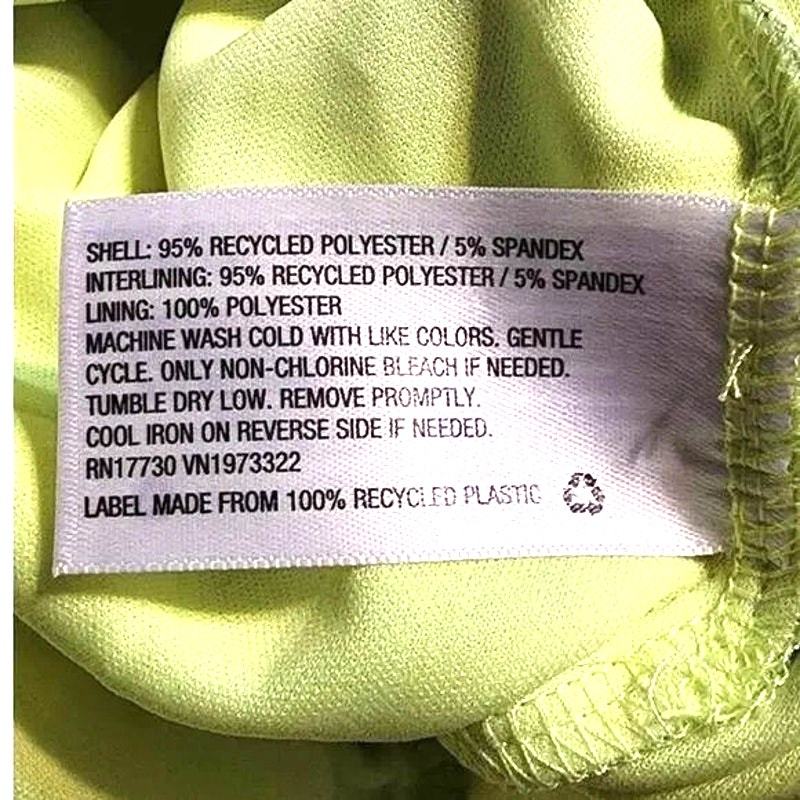 SHELL: 95% RECYCLED POLYESTER / 5% SPANDEX
INTERLINING: 95% RECYCLED POLYESTER / 5% SPANDEX
LINING: 100% POLYESTER
MACHINE WASH COLD WITH LIKE COLORS. GENTLE
CYCLE. ONLY NON-CHLORINE BLEACH IF NEEDED.
TUMBLE DRY LOW. REMOVE PROMPTLY.
COOL IRON ON REVERSE SIDE IF NEEDED.
RN17730 VN1973322
LABEL MADE FROM 100% RECYCLED PLASTIC